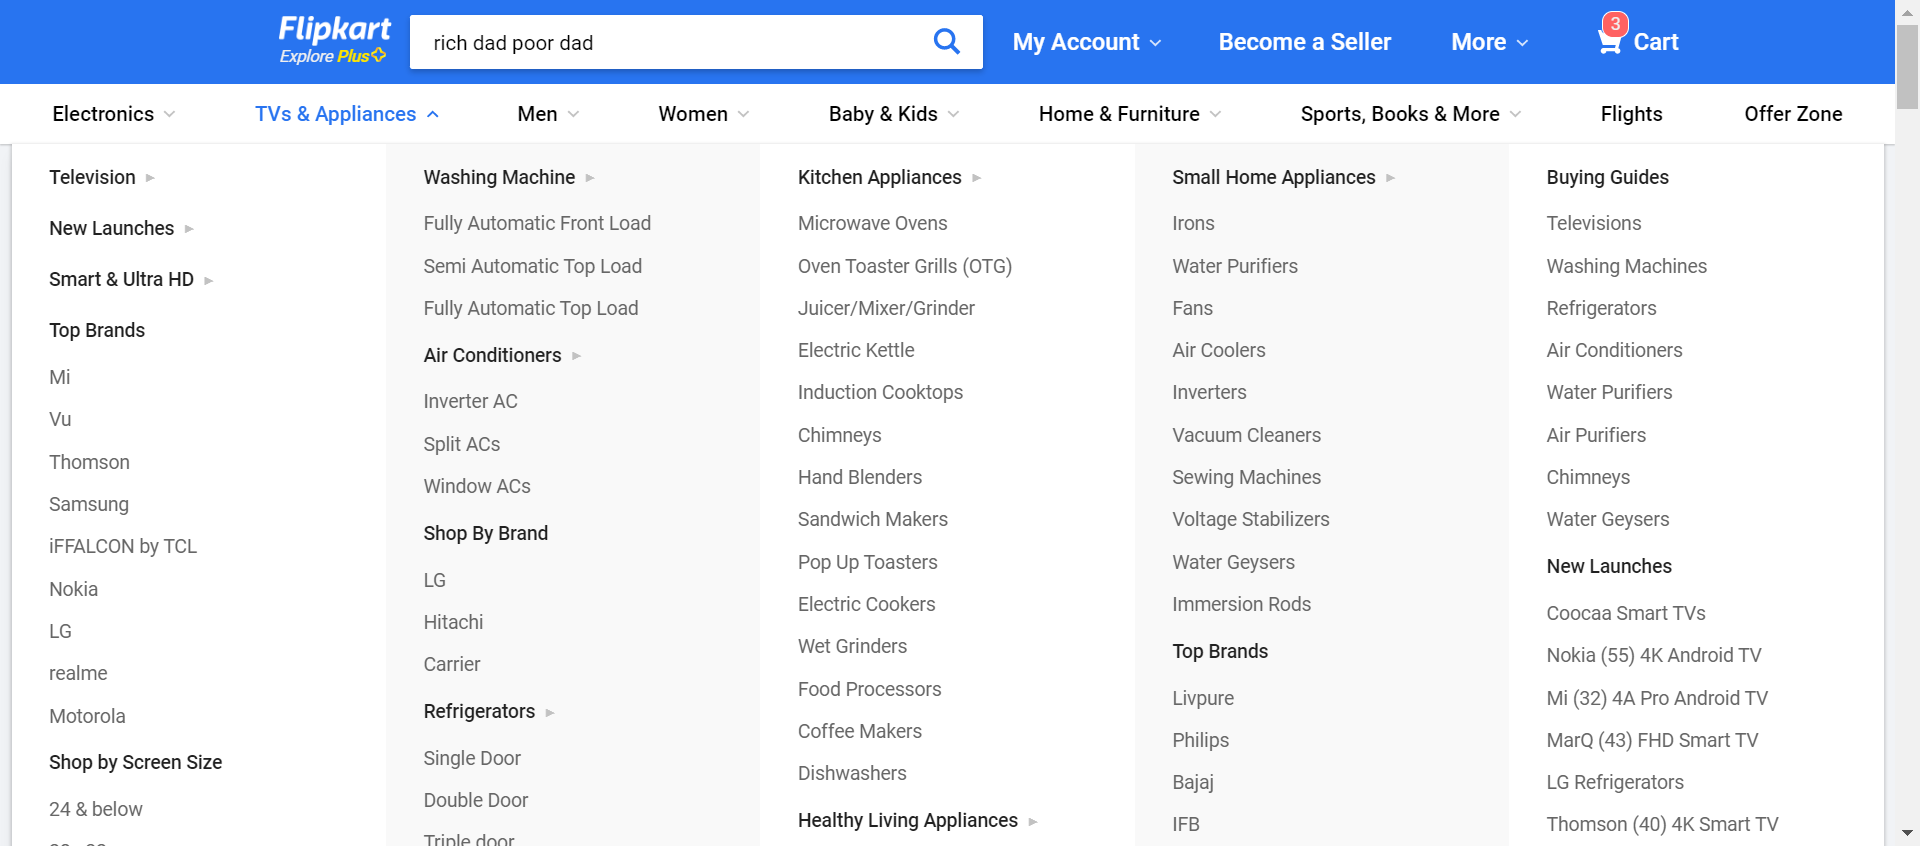 Flipkart
Explore Plus
rich dad poor dad
My Account
Become a Seller
More
3
Cart
Electronics
TVs & Appliances
Men
Women
Baby & Kids
Home & Furniture
Sports, Books & More
Flights
Offer Zone
Television
New Launches
Smart & Ultra HD
Top Brands
Mi
Vu
Thomson
Samsung
iFFALCON by TCL
Nokia
LG
realme
Motorola
Shop by Screen Size
24 & below
Washing Machine
Fully Automatic Front Load
Semi Automatic Top Load
Fully Automatic Top Load
Air Conditioners
Inverter AC
Split ACs
Window ACs
Shop By Brand
LG
Hitachi
Carrier
Refrigerators
Single Door
Double Door
Triple door
Kitchen Appliances
Microwave Ovens
Oven Toaster Grills (OTG)
Juicer/Mixer/Grinder
Electric Kettle
Induction Cooktops
Chimneys
Hand Blenders
Sandwich Makers
Pop Up Toasters
Electric Cookers
Wet Grinders
Food Processors
Coffee Makers
Dishwashers
Healthy Living Appliances
Small Home Appliances
Irons
Water Purifiers
Fans
Air Coolers
Inverters
Vacuum Cleaners
Sewing Machines
Voltage Stabilizers
Water Geysers
Immersion Rods
Top Brands
Livpure
Philips
Bajaj
IFB
Buying Guides
Televisions
Washing Machines
Refrigerators
Air Conditioners
Water Purifiers
Air Purifiers
Chimneys
Water Geysers
New Launches
Coocaa Smart TVs
Nokia (55) 4K Android TV
Mi (32) 4A Pro Android TV
MarQ (43) FHD Smart TV
LG Refrigerators
Thomson (40) 4K Smart TV